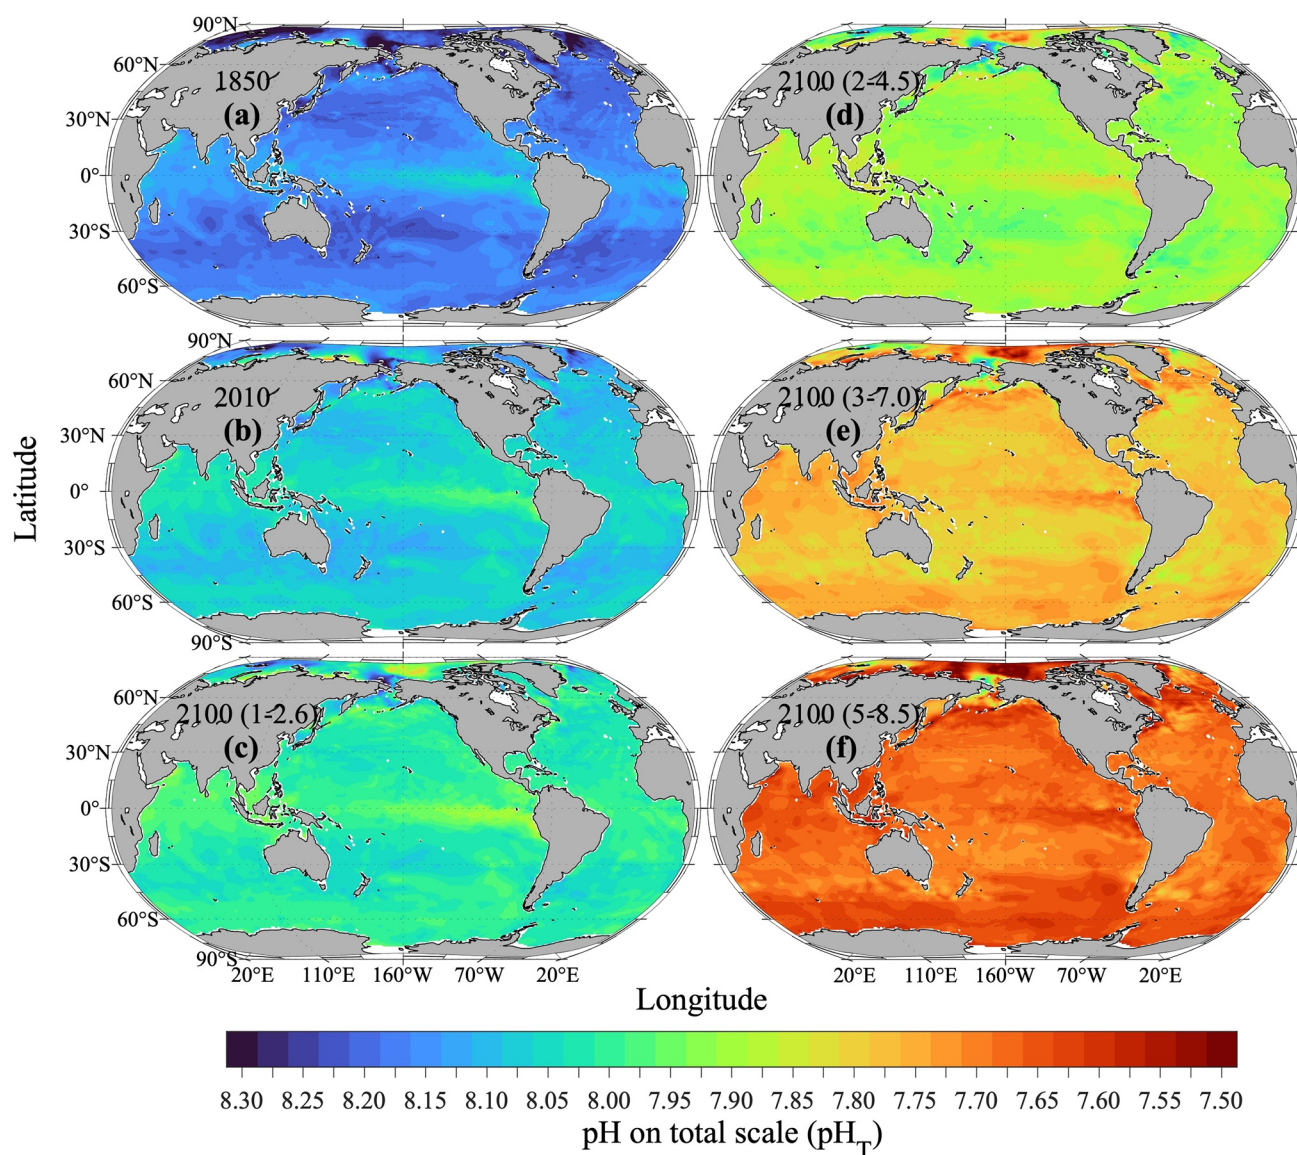 90°N
60°N
30°N
0°
30°S
60°S
1850
(a)
2100 (2-4.5)
(d)
90°N
60°N
30°N
0°
30°S
60°S
90°S
2010
(b)
2100 (3-7.0)
(e)
Latitude
60°N
30°N
0°
30°S
60°S
90°S
2100 (1-2.6)
(c)
2100 (5-8.5)
(f)
20°E 110°E 160°W 70°W 20°E
20°E 110°E 160°W 70°W 20°E
Longitude
8.30 8.25 8.20 8.15 8.10 8.05 8.00 7.95 7.90 7.85 7.80 7.75 7.70 7.65 7.60 7.55 7.50
pH on total scale (pH_T)